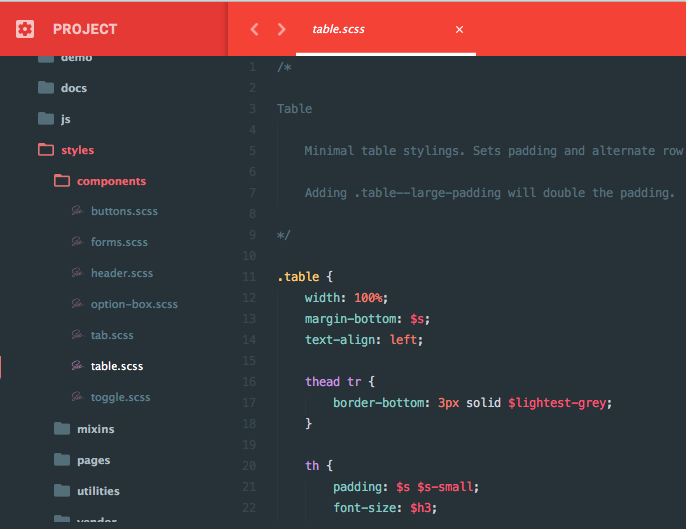 PROJECT
table.scss ×
demo
docs
js
styles
components
buttons.scss
forms.scss
header.scss
option-box.scss
tab.scss
table.scss
toggle.scss
mixins
pages
utilities
vendor
1 /*
2
3 Table
4
5 Minimal table stylings. Sets padding and alternate row
6
7 Adding .table--large-padding will double the padding.
8
9 */
10
11 .table {
12 width: 100%;
13 margin-bottom: $s;
14 text-align: left;
15
16 thead tr {
17 border-bottom: 3px solid $lightest-grey;
18 }
19
20 th {
21 padding: $s $s-small;
22 font-size: $h3;